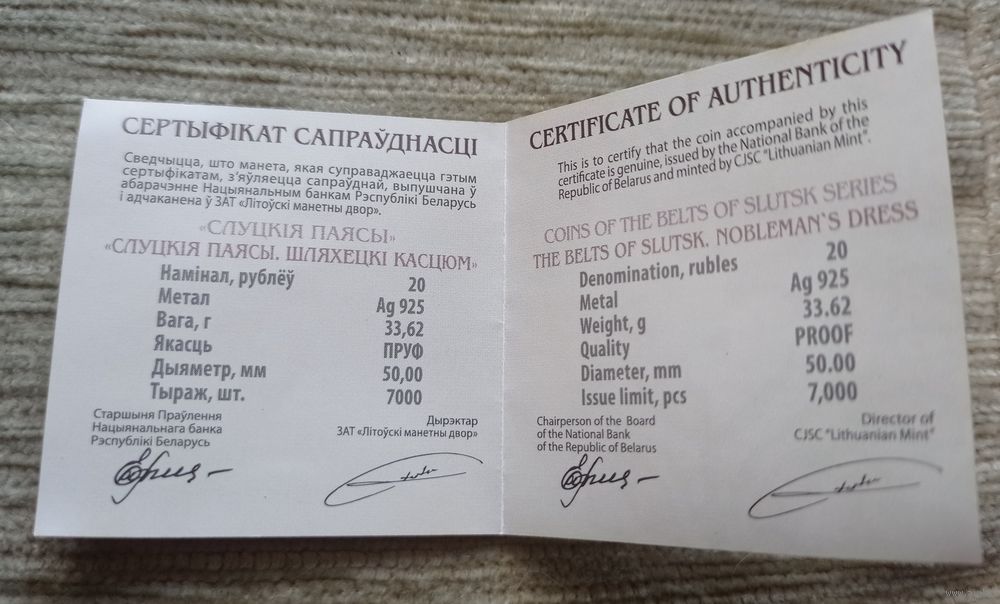 СЕРТЫФІКАТ САПРАЎДНАСЦІ
Сведчыцца, што манета, якая суправаджаецца гэтым
сертыфікатам, з’яўляецца сапраўднай, выпушчана ў
абарачэнне Нацыянальным банкам Рэспублікі Беларусь
і адчаканена ў ЗАТ «Літоўскі манетны двор».
«СЛУЦКІЯ ПАЯСЫ»
«СЛУЦКІЯ ПАЯСЫ. ШЛЯХЕЦКІ КАСЦЮМ»
Намінал, рублёў 20
Метал Ag 925
Вага, г 33,62
Якасць ПРУФ
Дыяметр, мм 50,00
Тыраж, шт. 7000
Старшыня Праўлення
Нацыянальнага банка
Рэспублікі Беларусь
Дырэктар
ЗАТ «Літоўскі манетны двор»
CERTIFICATE OF AUTHENTICITY
This is to certify that the coin accompanied by this
certificate is genuine, issued by the National Bank of the
Republic of Belarus and minted by CJSC "Lithuanian Mint".
COINS OF THE BELTS OF SLUTSK SERIES
THE BELTS OF SLUTSK. NOBLEMAN`S DRESS
Denomination, rubles 20
Metal Ag 925
Weight, g 33.62
Quality PROOF
Diameter, mm 50.00
Issue limit, pcs 7,000
Chairperson of the Board
of the National Bank
of the Republic of Belarus
Director of
CJSC "Lithuanian Mint"